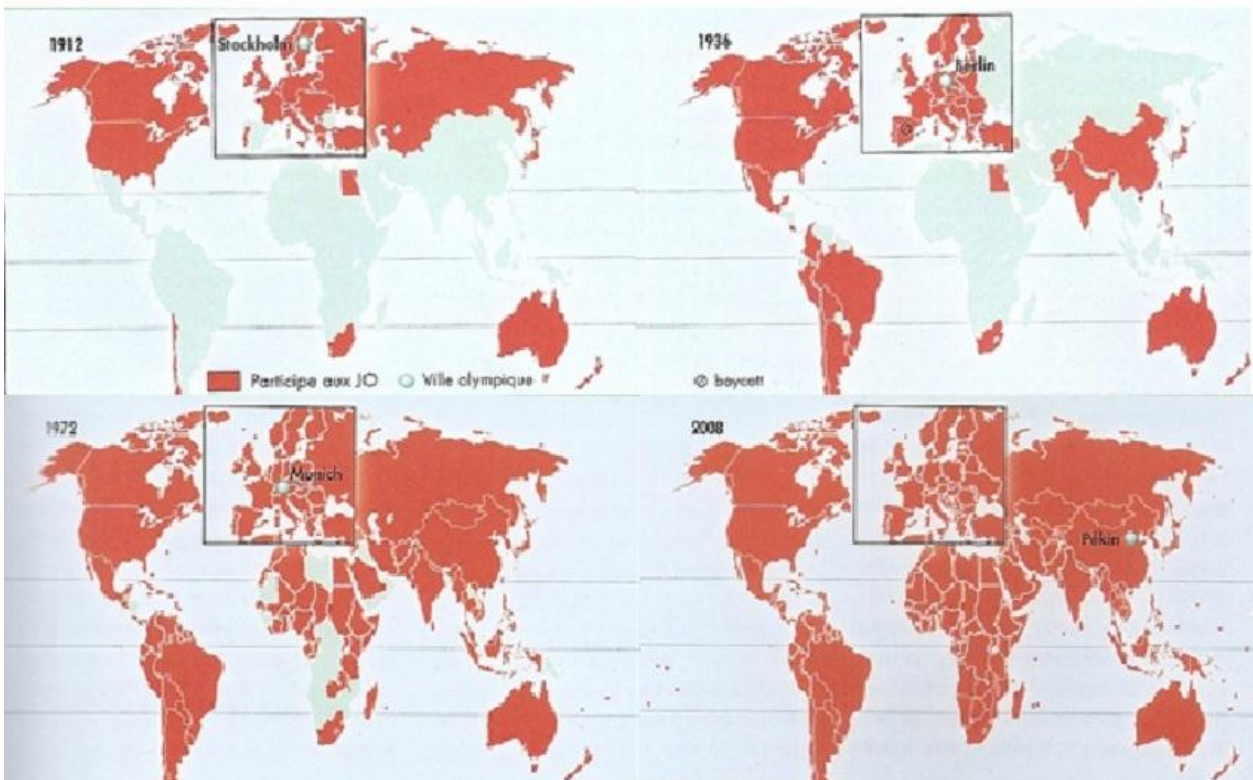 1912
Stockholm
Participe aux JO
Ville olympique
1936
Berlin
boycott
1972
Munich
2008
Pékin